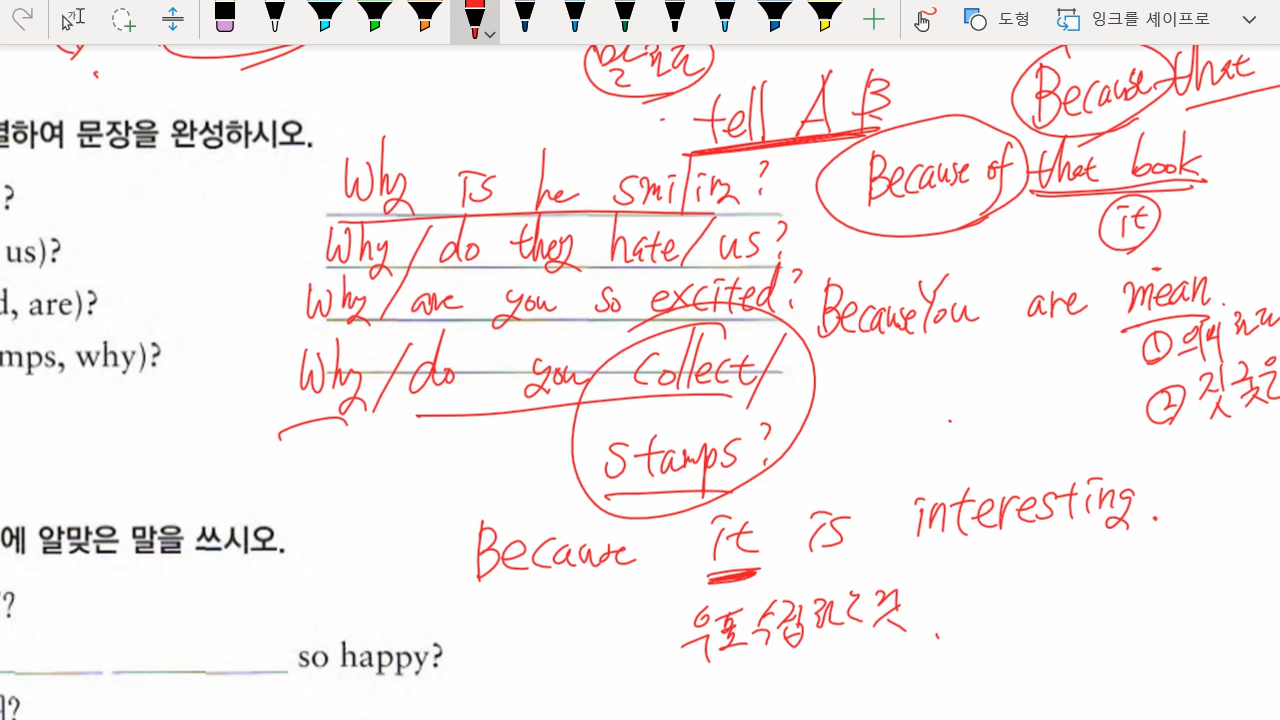 도형 잉크를 셰이프로
tell A B
Because that
결하여 문장을 완성하시오.
Why is he smiling?
Because of that book
it
?
us)?
Why / do they hate / us?
d, are)?
Why / are you so excited?
Because You are mean.
① 의미하다
② 짓궂은
mps, why)?
Why / do you collect /
stamps?
에 알맞은 말을 쓰시오.
Because it is interesting.
우표 수집하는 것
?
so happy?